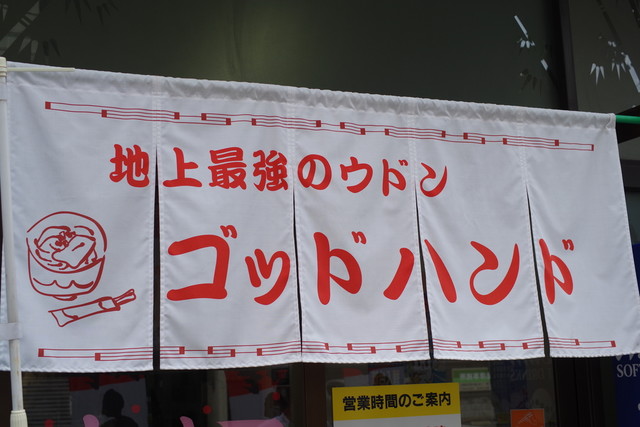 地上最強のウドン
ゴッドハンド
営業時間のご案内
SOF